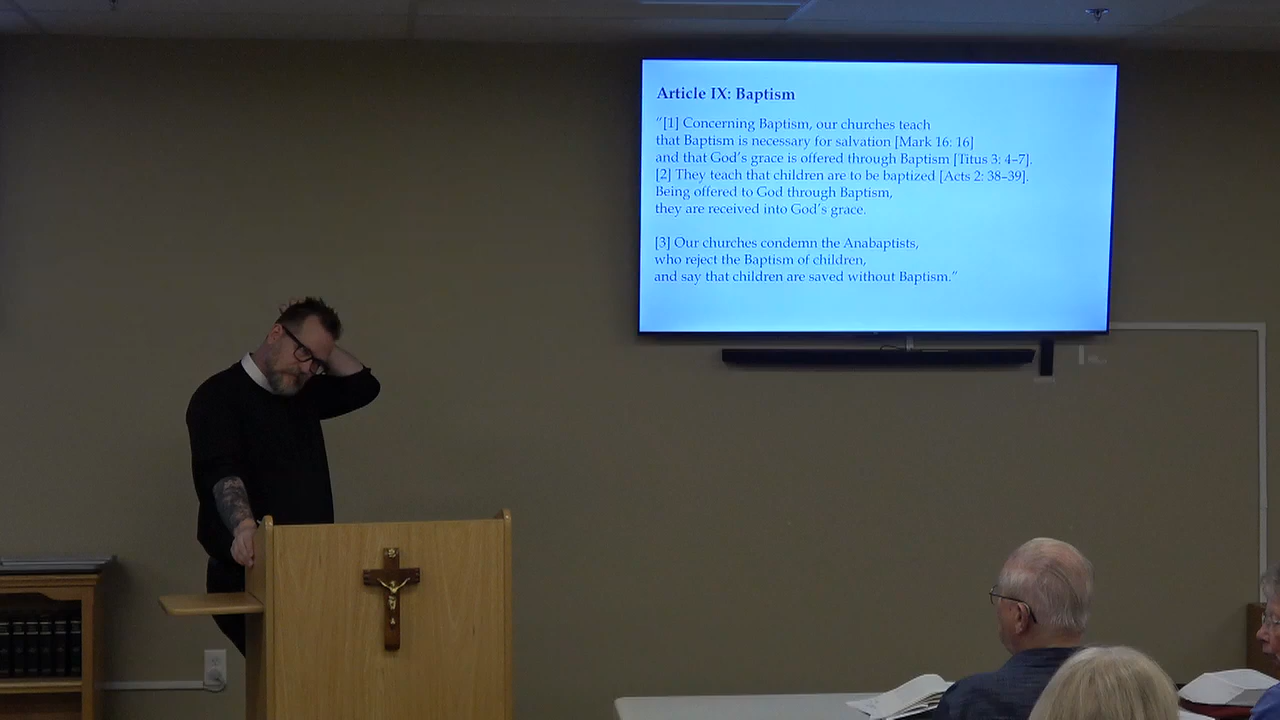 Article IX: Baptism
"[1] Concerning Baptism, our churches teach
that Baptism is necessary for salvation [Mark 16: 16]
and that God's grace is offered through Baptism [Titus 3: 4–7].
[2] They teach that children are to be baptized [Acts 2: 38–39].
Being offered to God through Baptism,
they are received into God's grace.
[3] Our churches condemn the Anabaptists,
who reject the Baptism of children,
and say that children are saved without Baptism."